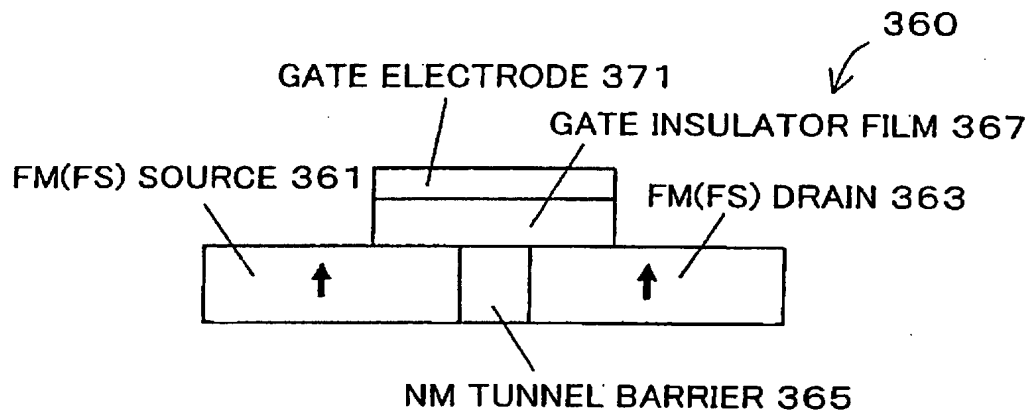 360
GATE ELECTRODE 371
GATE INSULATOR FILM 367
FM(FS) SOURCE 361
FM(FS) DRAIN 363
NM TUNNEL BARRIER 365